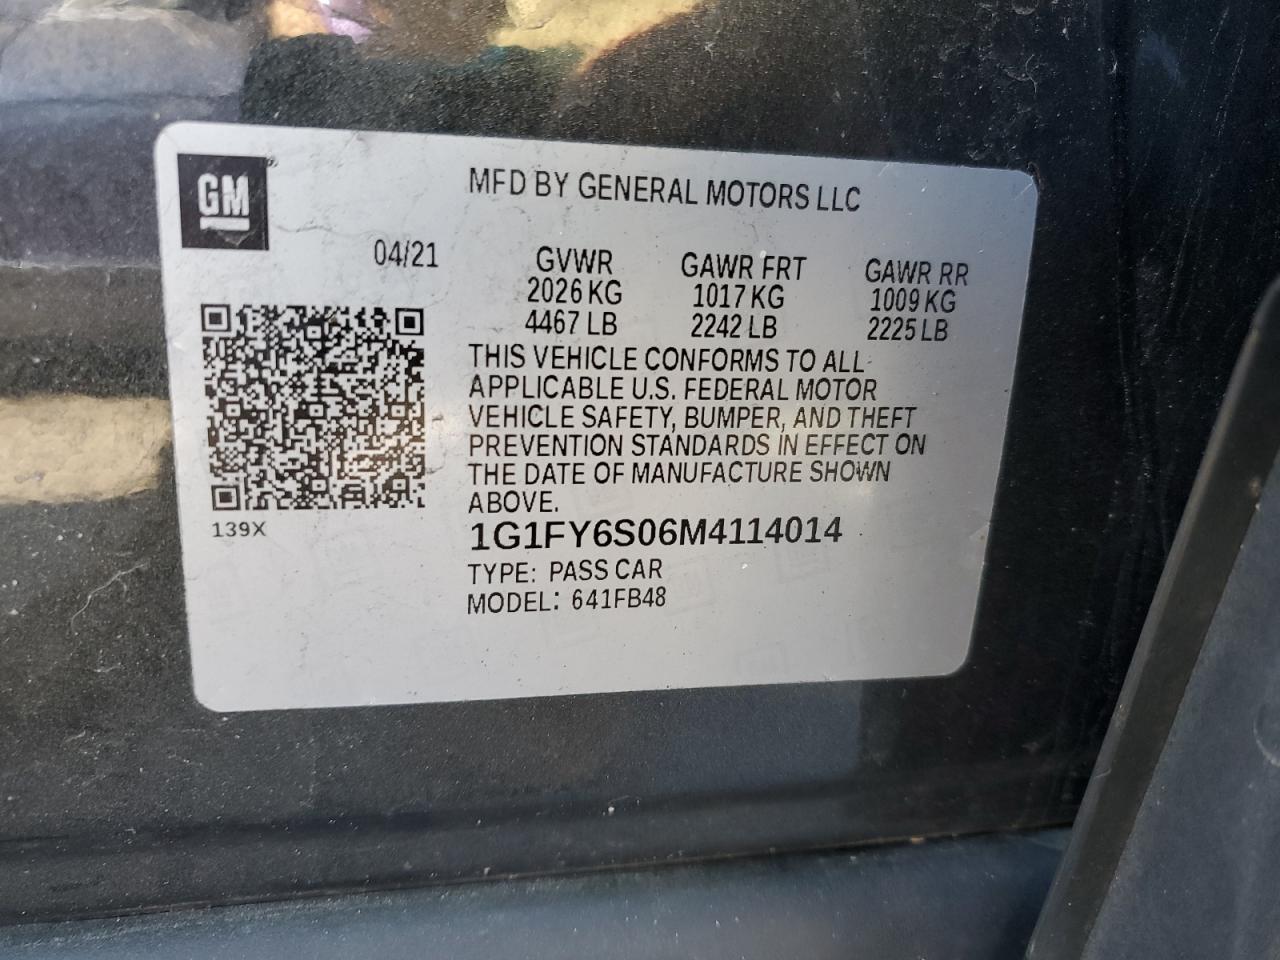 GM
MFD BY GENERAL MOTORS LLC
04/21
GVWR GAWR FRT GAWR RR
2026 KG 1017 KG 1009 KG
4467 LB 2242 LB 2225 LB
THIS VEHICLE CONFORMS TO ALL
APPLICABLE U.S. FEDERAL MOTOR
VEHICLE SAFETY, BUMPER, AND THEFT
PREVENTION STANDARDS IN EFFECT ON
THE DATE OF MANUFACTURE SHOWN
ABOVE.
139X
1G1FY6S06M4114014
TYPE: PASS CAR
MODEL: 641FB48